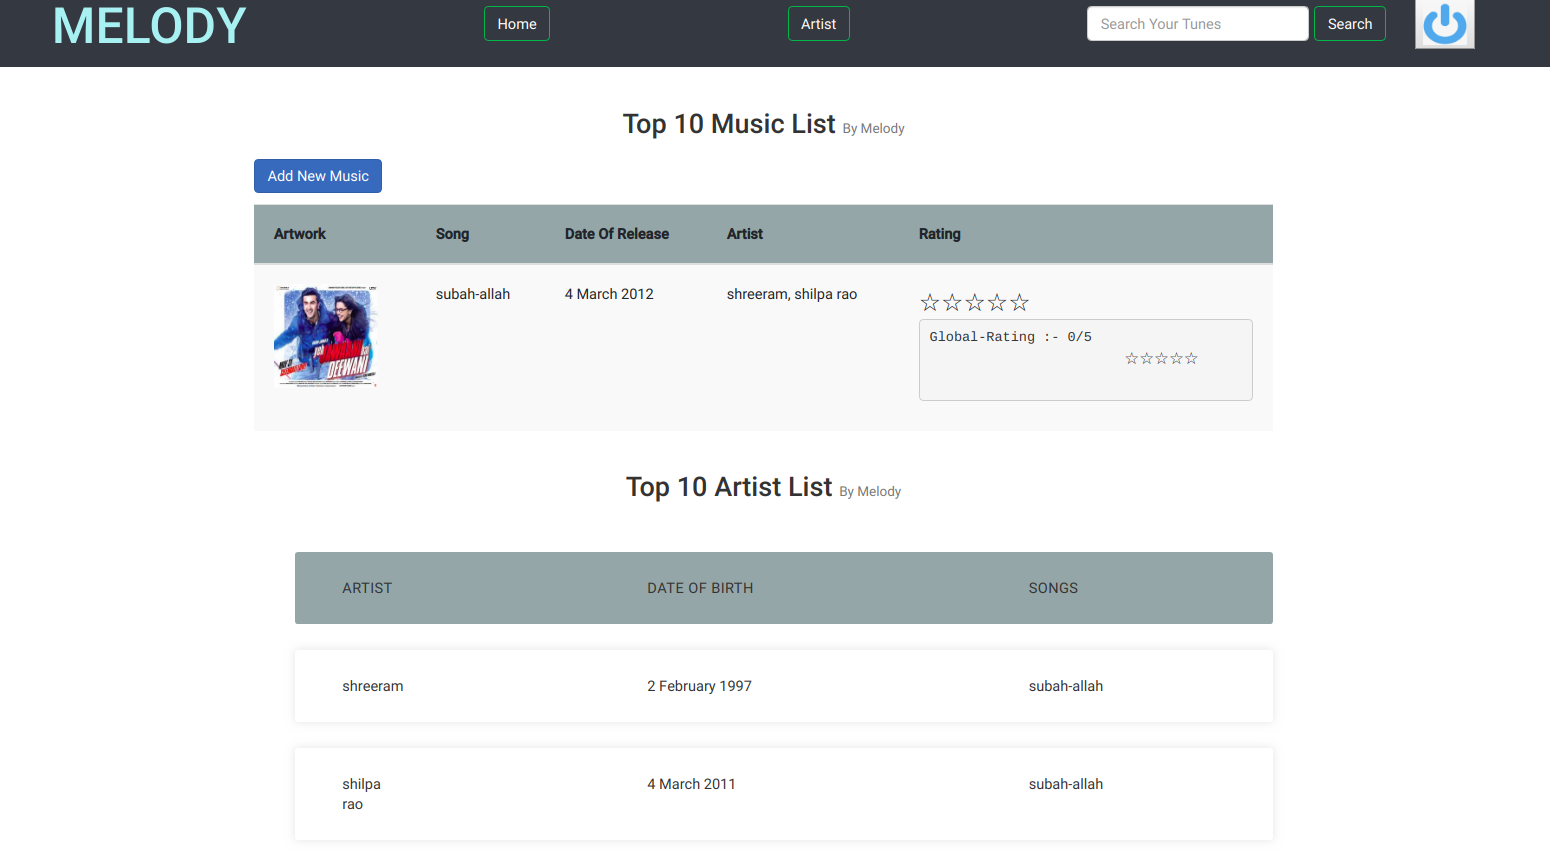 MELODY
Home
Artist
Search Your Tunes
Search
Top 10 Music List By Melody
Add New Music
Artwork Song Date Of Release Artist Rating
subah-allah 4 March 2012 shreeram, shilpa rao ☆☆☆☆☆
DEEWANI
Global-Rating :- 0/5
☆☆☆☆☆
Top 10 Artist List By Melody
ARTIST DATE OF BIRTH SONGS
shreeram 2 February 1997 subah-allah
shilpa 4 March 2011 subah-allah
rao